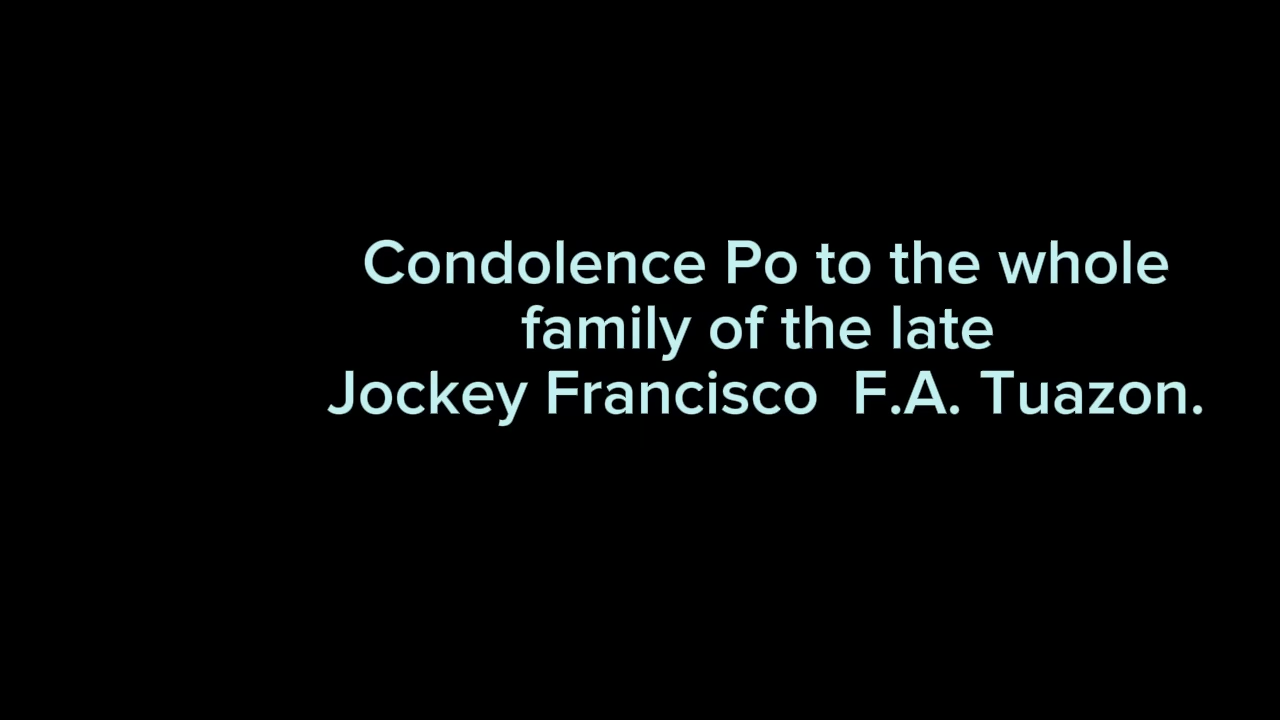 Condolence Po to the whole
family of the late
Jockey Francisco  F.A. Tuazon.